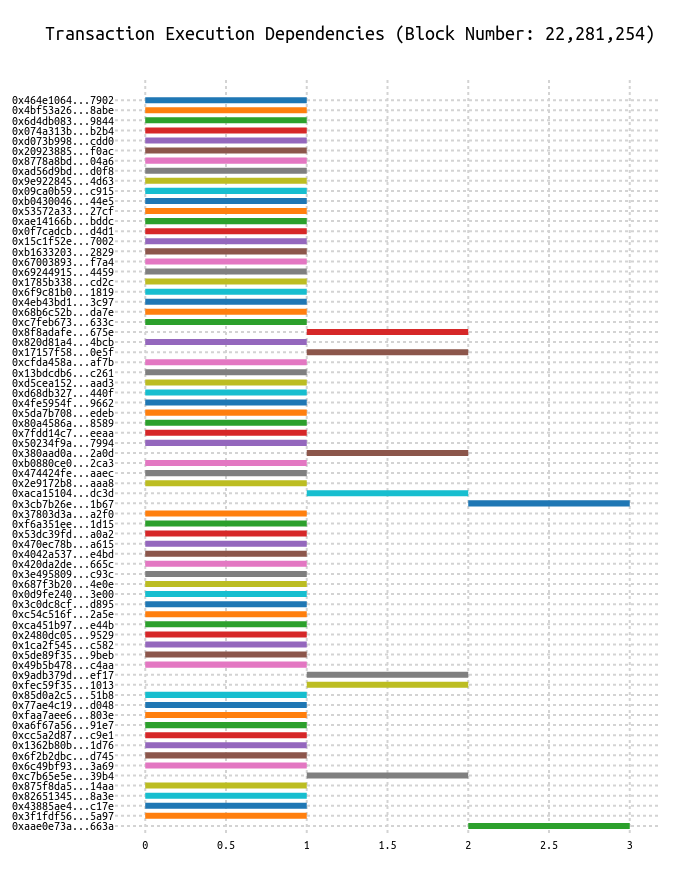 Transaction Execution Dependencies (Block Number: 22,281,254)
0x464e1064...7902
0x4bf53a26...8abe
0x6d4db083...9844
0x074a313b...b2b4
0xd073b998...cdd0
0x20923885...f0ac
0x8778a8bd...04a6
0xad56d9bd...d0f8
0x9e922845...4d63
0x09ca0b59...c915
0xb0430046...44e5
0x53572a33...27cf
0xae14166b...bddc
0x0f7cadcb...d4d1
0x15c1f52e...7002
0xb1633203...2829
0x67003893...f7a4
0x69244915...4459
0x1785b338...cd2c
0x6f9c81b0...1819
0x4eb43bd1...3c97
0x68b6c52b...da7e
0xc7feb673...633c
0x8f8adafe...675e
0x820d81a4...4bcb
0x17157f58...0e5f
0xcfda458a...af7b
0x13bdcdb6...c261
0xd5cea152...aad3
0xd68db327...440f
0x4fe5954f...9662
0x5da7b708...edeb
0x80a4586a...8589
0x7fdd14c7...eeaa
0x50234f9a...7994
0x380aad0a...2a0d
0xb0880ce0...2ca3
0x474424fe...aaec
0x2e9172b8...aaa8
0xaca15104...dc3d
0x3cb7b26e...1b67
0x37803d3a...a2f0
0xf6a351ee...1d15
0x53dc39fd...a0a2
0x470ec78b...a615
0x4042a537...e4bd
0x420da2de...665c
0x3e495809...c93c
0x687f3b20...4e0e
0x0d9fe240...3e00
0x3c0dc8cf...d895
0xc54c516f...2a5e
0xca451b97...e44b
0x2480dc05...9529
0x1ca2f545...c582
0x5de89f35...9beb
0x49b5b478...c4aa
0x9adb379d...ef17
0xfec59f35...1013
0x85d0a2c5...51b8
0x77ae4c19...d048
0xfaa7aee6...803e
0xa6f67a56...91e7
0xcc5a2d87...c9e1
0x1362b80b...1d76
0x6f2b2dbc...d745
0x6c49bf93...3a69
0xc7b65e5e...39b4
0x875f8da5...14aa
0x82651345...8a3e
0x43885ae4...c17e
0x3f1fdf56...5a97
0xaae0e73a...663a
0 0.5 1 1.5 2 2.5 3